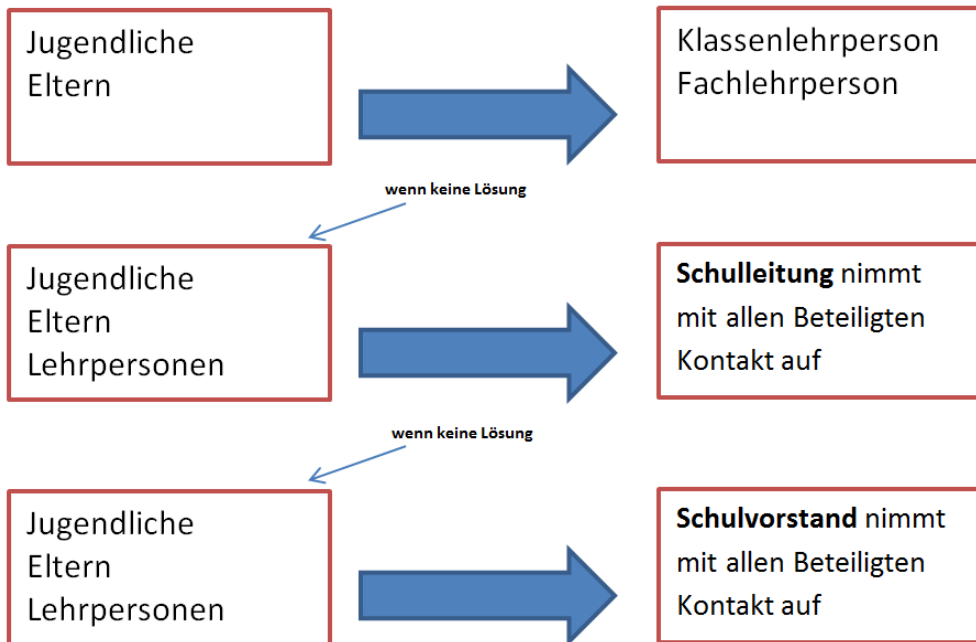 Jugendliche
Eltern
Klassenlehrperson
Fachlehrperson
wenn keine Lösung
Jugendliche
Eltern
Lehrpersonen
Schulleitung nimmt
mit allen Beteiligten
Kontakt auf
wenn keine Lösung
Jugendliche
Eltern
Lehrpersonen
Schulvorstand nimmt
mit allen Beteiligten
Kontakt auf